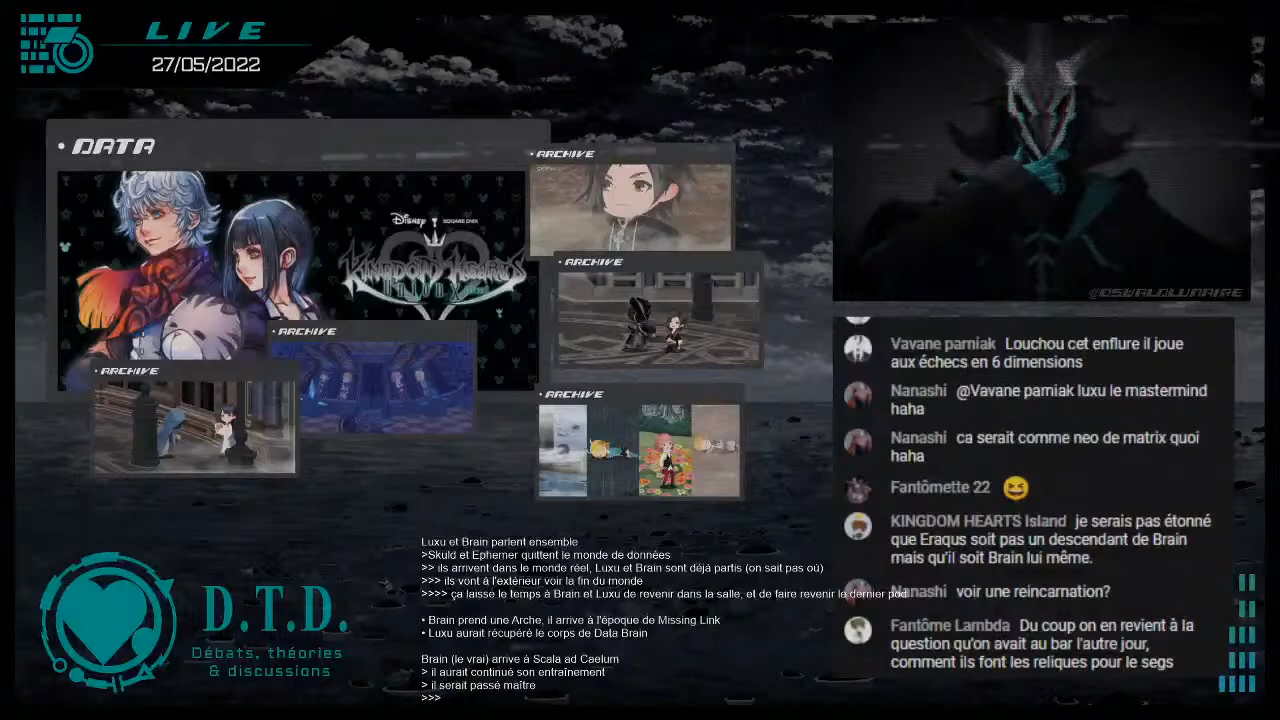 LIVE
27/05/2022
• DATA
Disney SQUARE ENIX
KINGDOM HEARTS
• ARCHIVE
• ARCHIVE
• ARCHIVE
• ARCHIVE
• ARCHIVE
@OSWALDLUNAIRE
Vavane parniak Louchou cet enflure il joue
aux échecs en 6 dimensions
Nanashi @Vavane parniak luxu le mastermind
haha
Nanashi ca serait comme neo de matrix quoi
haha
Fantômette 22 😆
KINGDOM HEARTS Island je serais pas étonné
que Eraqus soit pas un descendant de Brain
mais qu'il soit Brain lui même.
Nanashi voir une reincarnation?
Fantôme Lambda Du coup on en revient à la
question qu'on avait au bar l'autre jour,
comment ils font les reliques pour le segs
Luxu et Brain parlent ensemble
>Skuld et Ephemer quittent le monde de données
>> ils arrivent dans le monde réel, Luxu et Brain sont déjà partis (on sait pas où)
>>> ils vont à l'extérieur voir la fin du monde
>>>> ça laisse le temps à Brain et Luxu de revenir dans la salle, et de faire revenir le dernier pod
• Brain prend une Arche, il arrive à l'époque de Missing Link
• Luxu aurait récupéré le corps de Data Brain
Brain (le vrai) arrive à Scala ad Caelum
> il aurait continué son entraînement
> il serait passé maître
>>>
D.T.D.
Débats, théories
& discussions